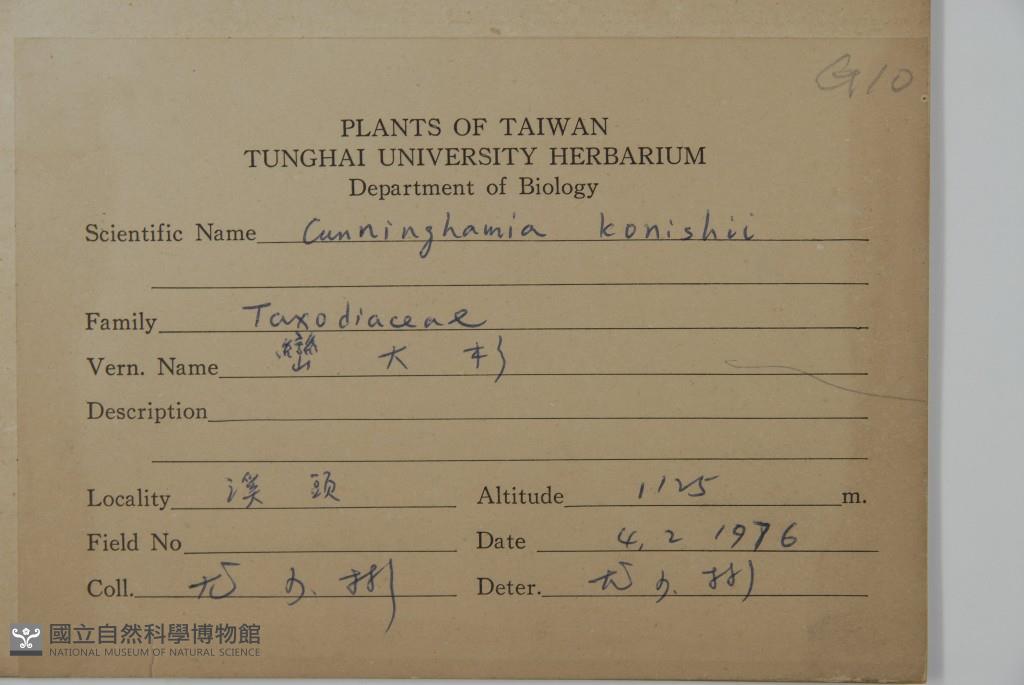 G10
PLANTS OF TAIWAN
TUNGHAI UNIVERSITY HERBARIUM
Department of Biology
Scientific Name Cunninghamia konishii
Family Taxodiaceae
Vern. Name 巒大杉
Description
Locality 溪頭 Altitude 1125 m.
Field No Date 4, 2 1976
Coll. Deter.
國立自然科學博物館
NATIONAL MUSEUM OF NATURAL SCIENCE